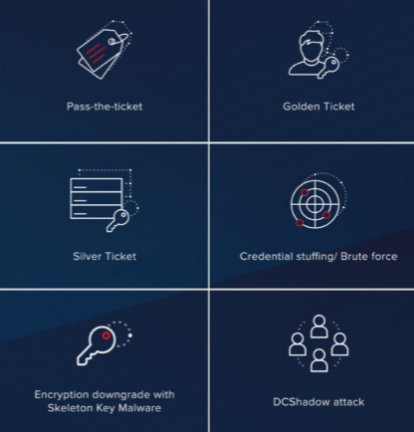 Pass-the-ticket
Golden Ticket
Silver Ticket
Credential stuffing/ Brute force
Encryption downgrade with
Skeleton Key Malware
DCShadow attack